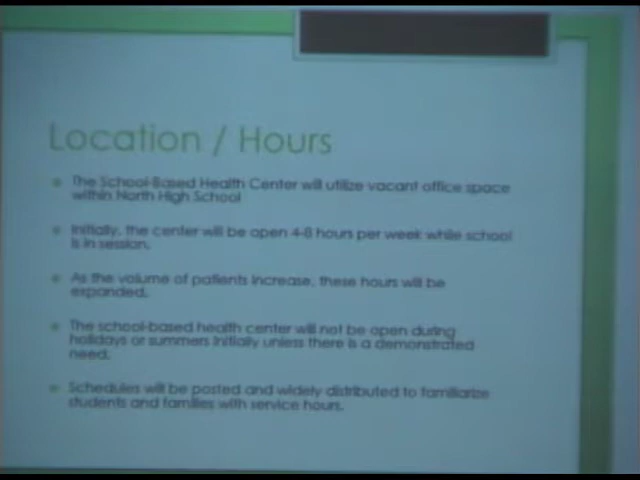 Location / Hours
The School-Based Health Center will utilize vacant office space
within North High School
Initially, the center will be open 4-8 hours per week while school
is in session.
As the volume of patients increase, these hours will be
expanded.
The school-based health center will not be open during
holidays or summers initially unless there is a demonstrated
need.
Schedules will be posted and widely distributed to familiarize
students and families with service hours.